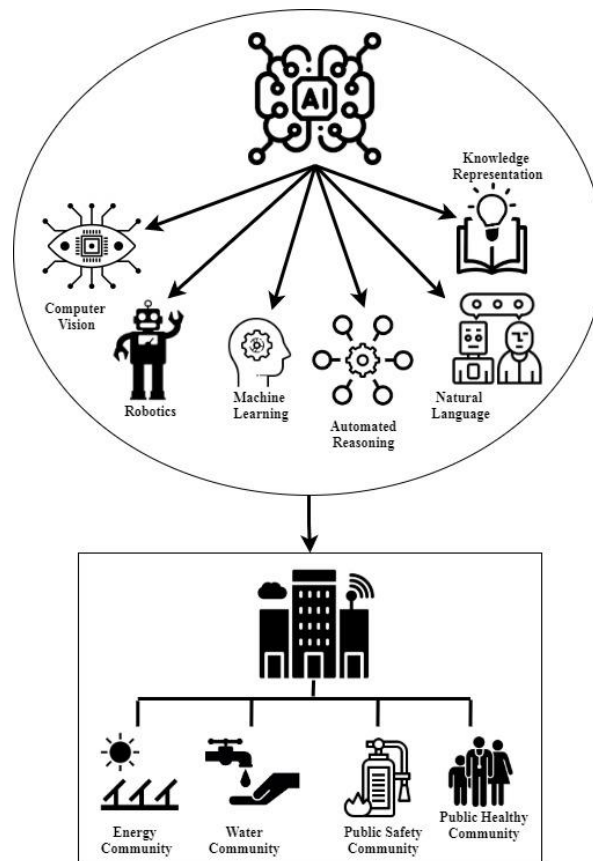 AI
Knowledge
Representation
Computer
Vision
Robotics
Machine
Learning
Automated
Reasoning
Natural
Language
Energy
Community
Water
Community
Public Safety
Community
Public Healthy
Community